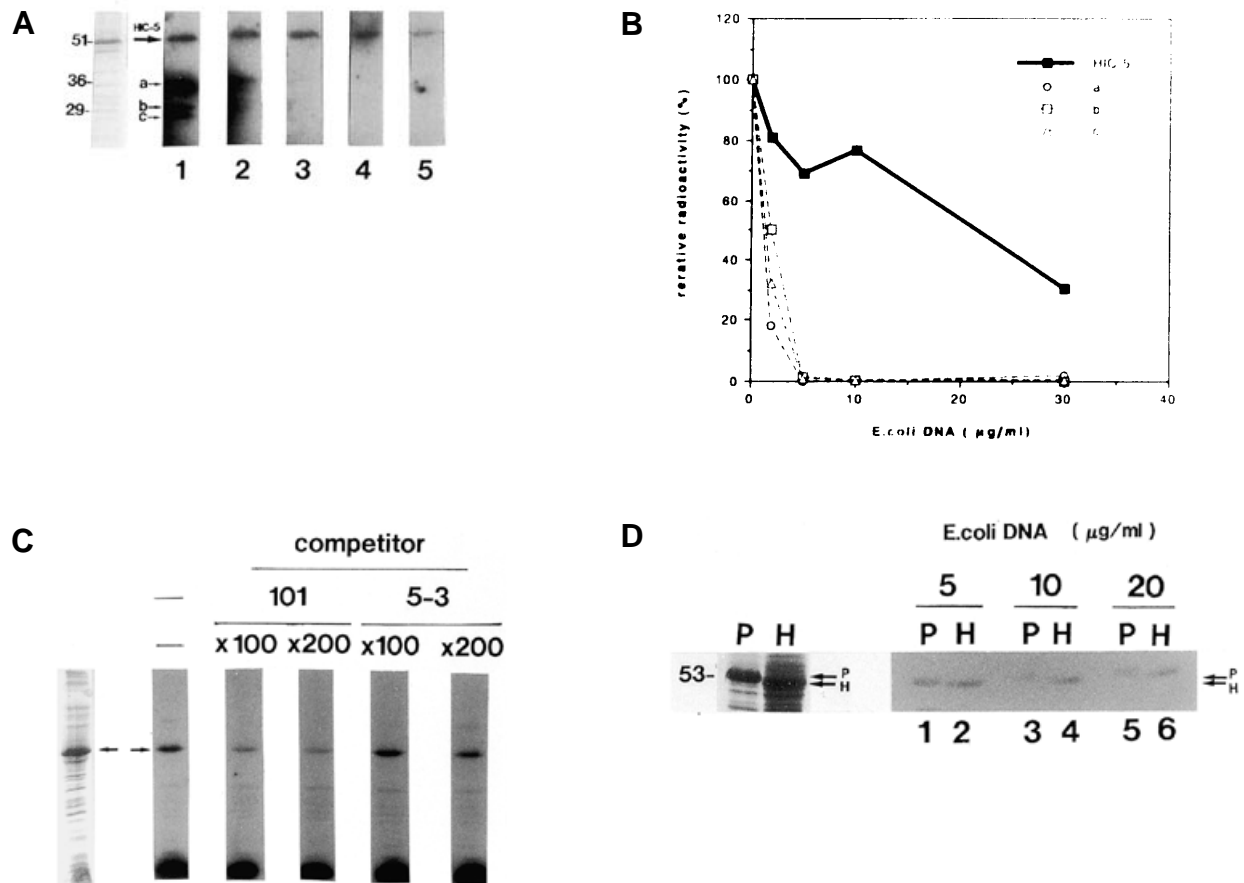 A
HIC-5
51-
36-
29-
a
b
c
1 2 3 4 5
B
rerative radioactivity (%)
120
100
80
60
40
20
0
0 10 20 30 40
E.coli DNA ( μg/ml)
HIC-5
a
b
c
C
competitor
— 101 5-3
— x100 x200 x100 x200
D
E.coli DNA ( μg/ml)
5 10 20
P H P H P H P H
53-
P
H
P
H
1 2 3 4 5 6